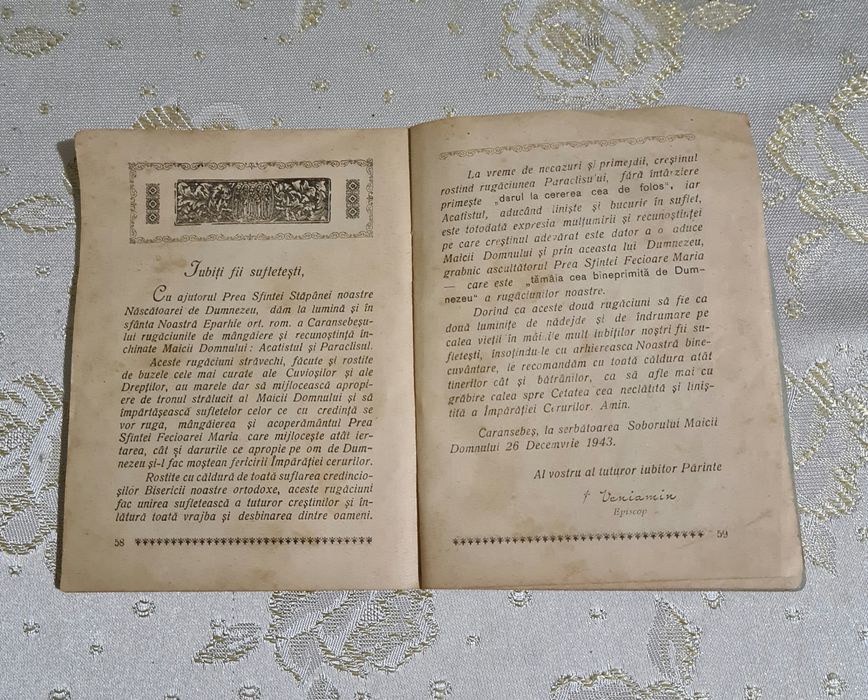 Iubiți fii sufletești,
Cu ajutorul Prea Sfintei Stăpânei noastre
Născătoarei de Dumnezeu, dăm la lumină și în
sfânta Noastră Eparhie ort. rom. a Caransebeșu-
lui rugăciunile de mângâiere și recunoștință în-
chinate Maicii Domnului: Acatistul și Paraclisul.
Aceste rugăciuni străvechi, făcute și rostite
de buzele cele mai curate ale Cuvioșilor și ale
Drepților, au marele dar să mijlocească apropi-
ere de tronul strălucit al Maicii Domnului și să
împărtășească sufletelor celor ce cu credință se
vor ruga, mângăierea și acoperământul Prea
Sfintei Fecioarei Maria care mijlocește atât ier-
tarea, cât și darurile ce apropie pe om de Dum-
nezeu și-l fac moștean fericirii Împărăției cerurilor.
Rostite cu căldură de toată suflarea credincio-
șilor Bisericii noastre ortodoxe, aceste rugăciuni
fac unirea sufletească a tuturor creștinilor și în-
lătură toată vrajba și desbinarea dintre oameni.
58
La vreme de necazuri și primejdii, creștinul
rostind rugăciunea Paraclisu'ui, fără întârziere
primește „darul la cererea cea de folos", iar
Acatistul, aducând liniște și bucurie în suflet,
este totodată expresia mulțumirii și recunoștinței
pe care creștinul adevărat este dator a o aduce
Maicii Domnului și prin aceasta lui Dumnezeu,
grabnic ascultătorul Prea Sfintei Fecioare Maria
— care este „tămâia cea bineprimită de Dum-
nezeu" a rugăciunilor noastre.
Dorind ca aceste două rugăciuni să fie ca
două luminițe de nădejde și de îndrumare pe
calea vieții în mâinile mult iubiților noștri fii su-
fletești, însoțindu-le cu arhiereasca Noastră bine-
cuvântare, le recomandăm cu toată căldura atât
tinerilor cât și bătrânilor, ca să afle mai cu
grăbire calea spre Cetatea cea neclătită și liniș-
tită a Împărăției Cerurilor. Amin.
Caransebeș, la serbătoarea Soborului Maicii
Domnului 26 Decemvrie 1943.
Al vostru al tuturor iubitor Părinte
† Veniamin
Episcop
59